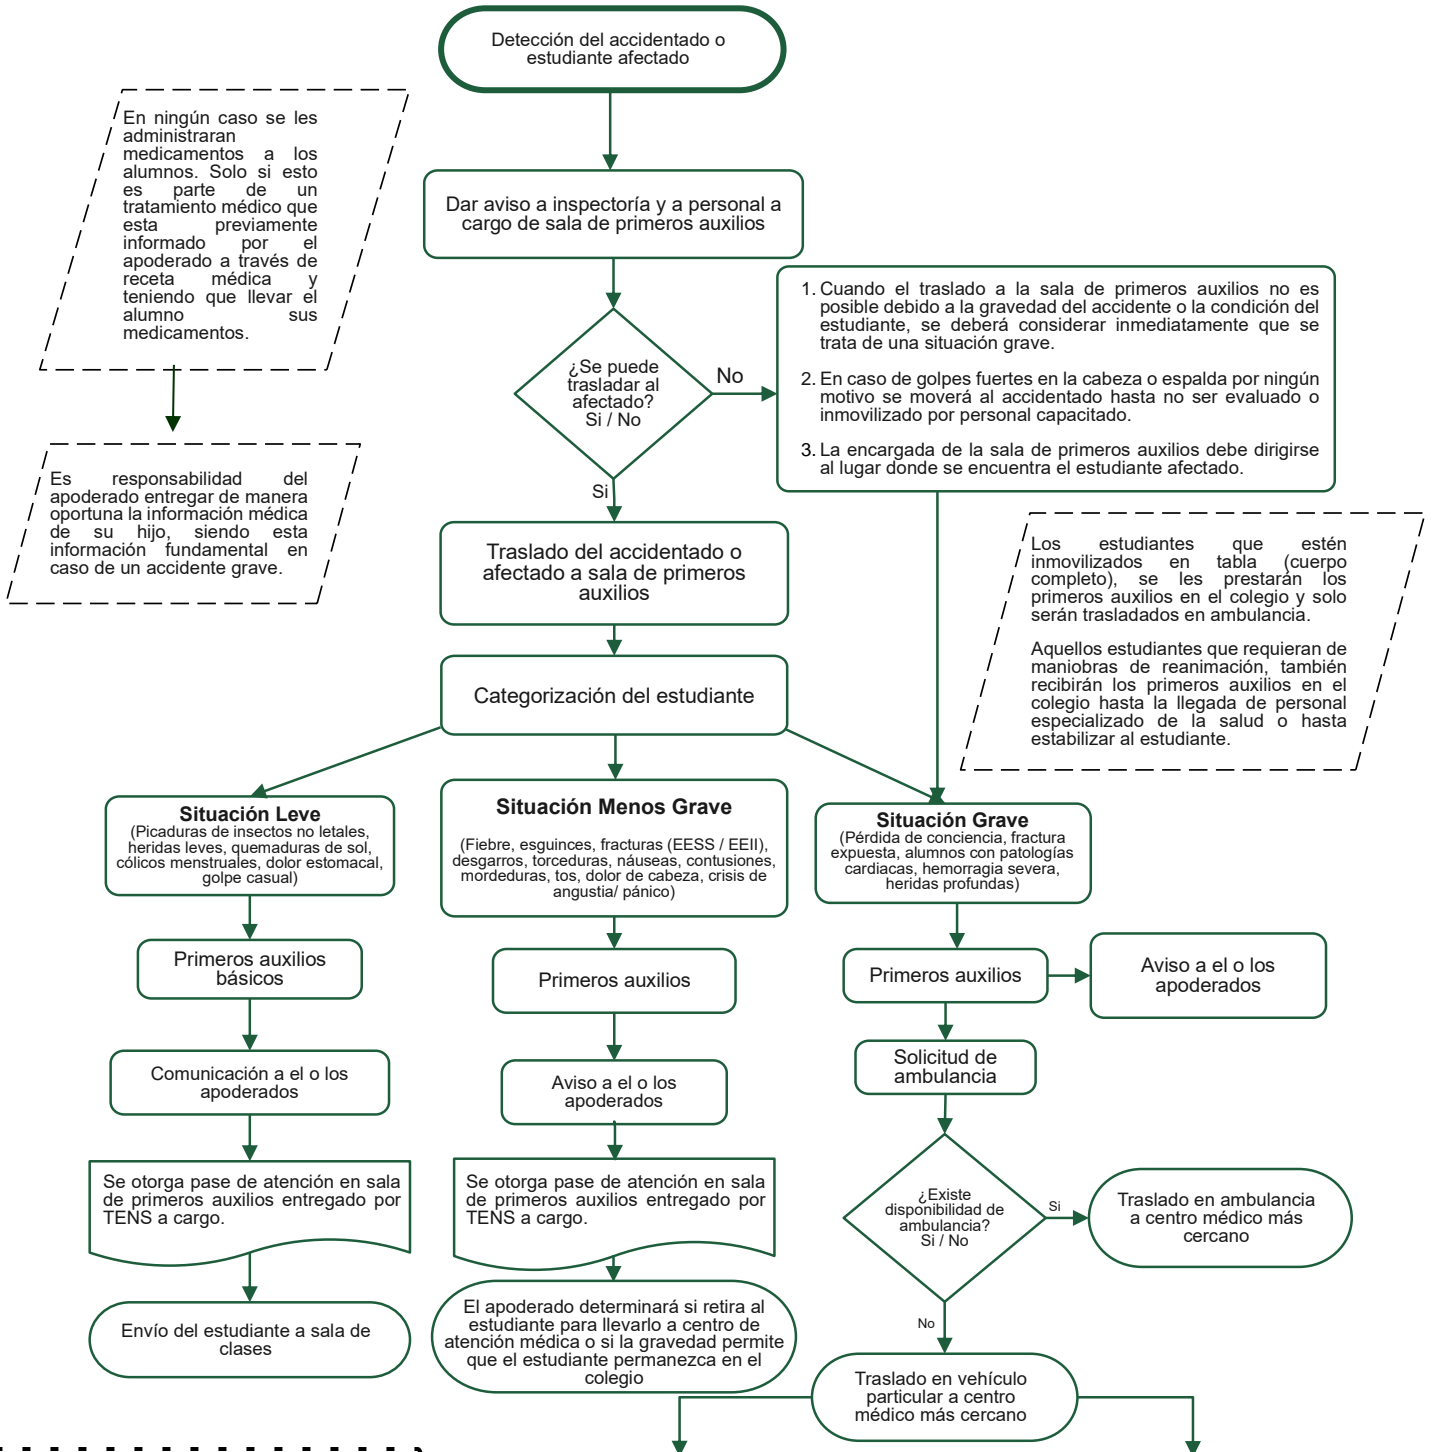 Detección del accidentado o
estudiante afectado
En ningún caso se les
administraran
medicamentos a los
alumnos. Solo si esto
es parte de un
tratamiento médico que
esta previamente
informado por el
apoderado a través de
receta médica y
teniendo que llevar el
alumno sus
medicamentos.
Dar aviso a inspectoría y a personal a
cargo de sala de primeros auxilios
¿Se puede
trasladar al
afectado?
Si / No
No
1. Cuando el traslado a la sala de primeros auxilios no es
posible debido a la gravedad del accidente o la condición del
estudiante, se deberá considerar inmediatamente que se
trata de una situación grave.
2. En caso de golpes fuertes en la cabeza o espalda por ningún
motivo se moverá al accidentado hasta no ser evaluado o
inmovilizado por personal capacitado.
3. La encargada de la sala de primeros auxilios debe dirigirse
al lugar donde se encuentra el estudiante afectado.
Es responsabilidad del
apoderado entregar de manera
oportuna la información médica
de su hijo, siendo esta
información fundamental en
caso de un accidente grave.
Si
Traslado del accidentado o
afectado a sala de primeros
auxilios
Los estudiantes que estén
inmovilizados en tabla (cuerpo
completo), se les prestarán los
primeros auxilios en el colegio y solo
serán trasladados en ambulancia.
Aquellos estudiantes que requieran de
maniobras de reanimación, también
recibirán los primeros auxilios en el
colegio hasta la llegada de personal
especializado de la salud o hasta
estabilizar al estudiante.
Categorización del estudiante
Situación Leve
(Picaduras de insectos no letales,
heridas leves, quemaduras de sol,
cólicos menstruales, dolor estomacal,
golpe casual)
Situación Menos Grave
(Fiebre, esguinces, fracturas (EESS / EEII),
desgarros, torceduras, náuseas, contusiones,
mordeduras, tos, dolor de cabeza, crisis de
angustia/ pánico)
Situación Grave
(Pérdida de conciencia, fractura
expuesta, alumnos con patologías
cardiacas, hemorragia severa,
heridas profundas)
Primeros auxilios
básicos
Primeros auxilios
Primeros auxilios
Aviso a el o los
apoderados
Comunicación a el o los
apoderados
Aviso a el o los
apoderados
Solicitud de
ambulancia
Se otorga pase de atención en sala
de primeros auxilios entregado por
TENS a cargo.
Se otorga pase de atención en sala
de primeros auxilios entregado por
TENS a cargo.
¿Existe
disponibilidad de
ambulancia?
Si / No
Si
Traslado en ambulancia
a centro médico más
cercano
Envío del estudiante a sala de
clases
El apoderado determinará si retira al
estudiante para llevarlo a centro de
atención médica o si la gravedad permite
que el estudiante permanezca en el
colegio
No
Traslado en vehículo
particular a centro
médico más cercano